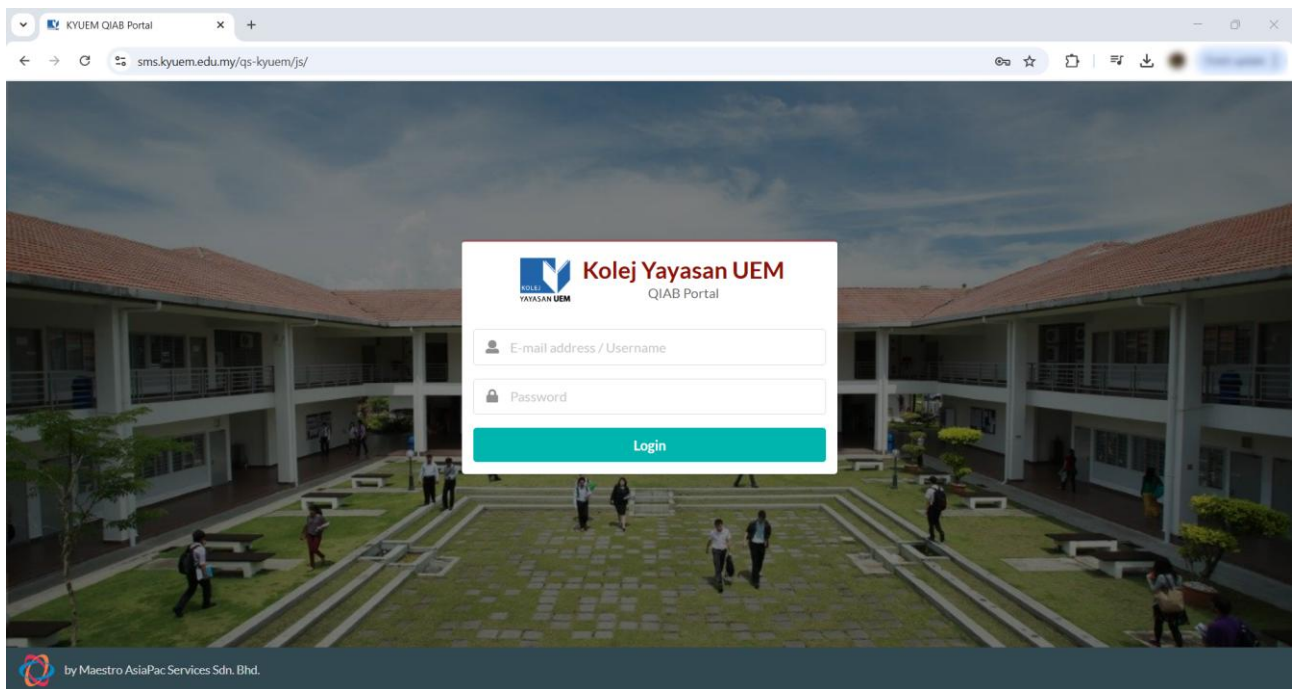 KYUEM QIAB Portal
sms.kyuem.edu.my/qs-kyuem/js/
KOLEJ
YAYASAN UEM
Kolej Yayasan UEM
QIAB Portal
E-mail address / Username
Password
Login
by Maestro AsiaPac Services Sdn. Bhd.